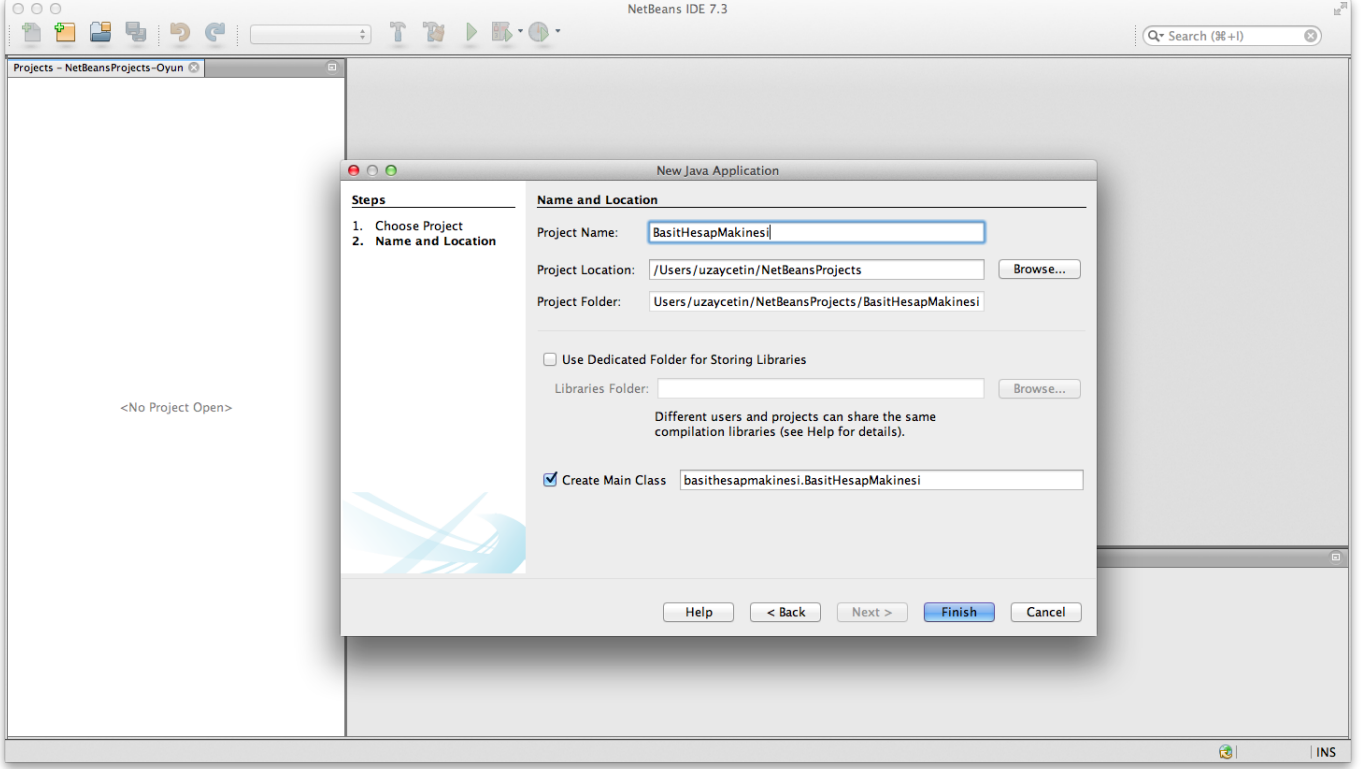 NetBeans IDE 7.3
Search (⌘+I)
Projects – NetBeansProjects-Oyun
<No Project Open>
New Java Application
Steps
1. Choose Project
2. Name and Location
Name and Location
Project Name: BasitHesapMakinesi
Project Location: /Users/uzaycetin/NetBeansProjects Browse...
Project Folder: Users/uzaycetin/NetBeansProjects/BasitHesapMakinesi
Use Dedicated Folder for Storing Libraries
Libraries Folder: Browse...
Different users and projects can share the same
compilation libraries (see Help for details).
Create Main Class basithesapmakinesi.BasitHesapMakinesi
Help < Back Next > Finish Cancel
INS